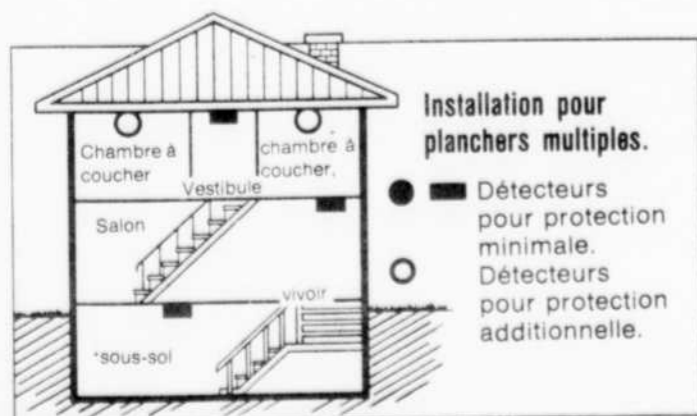 Installation pour
planchers multiples.
Chambre à
coucher
chambre à
coucher.
Vestibule
Salon
vivoir
*sous-sol
Détecteurs
pour protection
minimale.
Détecteurs
pour protection
additionnelle.